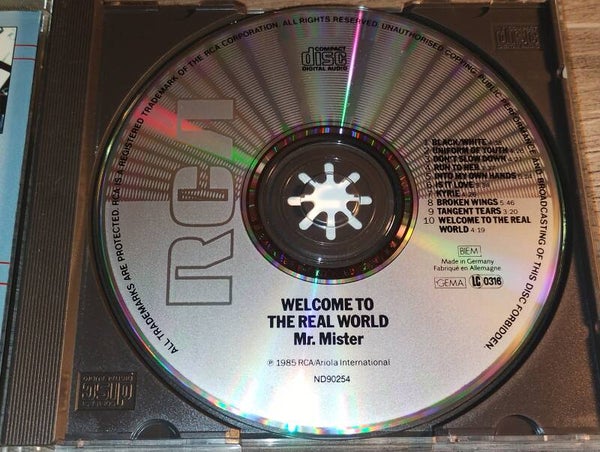 ALL TRADEMARKS ARE PROTECTED. RCA IS A REGISTERED TRADEMARK OF THE RCA CORPORATION. ALL RIGHTS RESERVED. UNAUTHORISED COPYING, PUBLIC PERFORMANCE AND BROADCASTING OF THIS DISC FORBIDDEN.
COMPACT
disc
DIGITAL AUDIO
disc
RCA
1 BLACK/WHITE
2 UNIFORM OF YOUTH
3 DON'T SLOW DOWN
4 RUN TO HER
5 INTO MY OWN HANDS
6 IS IT LOVE
7 KYRIE
8 BROKEN WINGS 5:46
9 TANGENT TEARS 3:20
10 WELCOME TO THE REAL
WORLD 4:19
BIEM
Made in Germany
Fabriqué en Allemagne
GEMA LC 0316
WELCOME TO
THE REAL WORLD
Mr. Mister
℗ 1985 RCA/Ariola International
ND90254